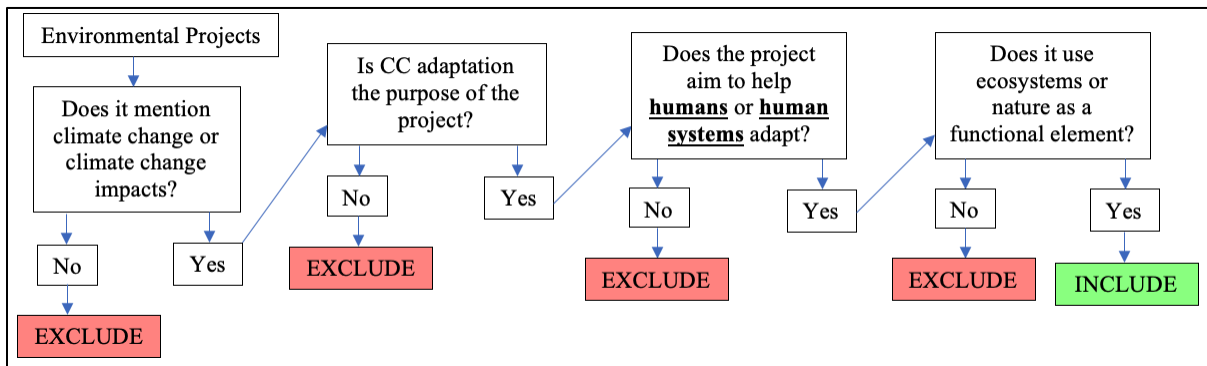 Environmental Projects
Does it mention
climate change or
climate change
impacts?
No
Yes
EXCLUDE
Is CC adaptation
the purpose of the
project?
No
Yes
EXCLUDE
Does the project
aim to help
humans or human
systems adapt?
No
Yes
EXCLUDE
Does it use
ecosystems or
nature as a
functional element?
No
Yes
EXCLUDE
INCLUDE